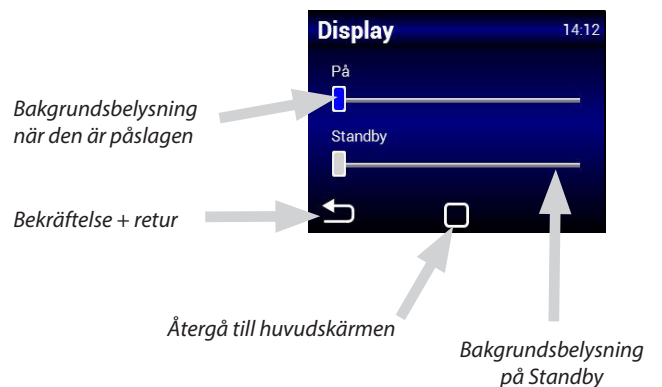 Display 14:12
På
Bakgrundsbelysning
när den är påslagen
Standby
Bekräftelse + retur
Återgå till huvudskärmen
Bakgrundsbelysning
på Standby